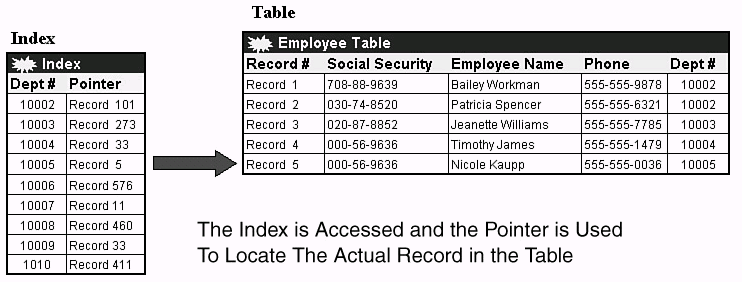 Index
Index
Dept # Pointer
10002 Record 101
10003 Record 273
10004 Record 33
10005 Record 5
10006 Record 576
10007 Record 11
10008 Record 460
10009 Record 33
1010 Record 411
Table
Employee Table
Record # Social Security Employee Name Phone Dept #
Record 1 708-88-9639 Bailey Workman 555-555-9878 10002
Record 2 030-74-8520 Patricia Spencer 555-555-6321 10002
Record 3 020-87-8852 Jeanette Williams 555-555-7785 10003
Record 4 000-56-9636 Timothy James 555-555-1479 10004
Record 5 000-56-9636 Nicole Kaupp 555-555-0036 10005
The Index is Accessed and the Pointer is Used
To Locate The Actual Record in the Table